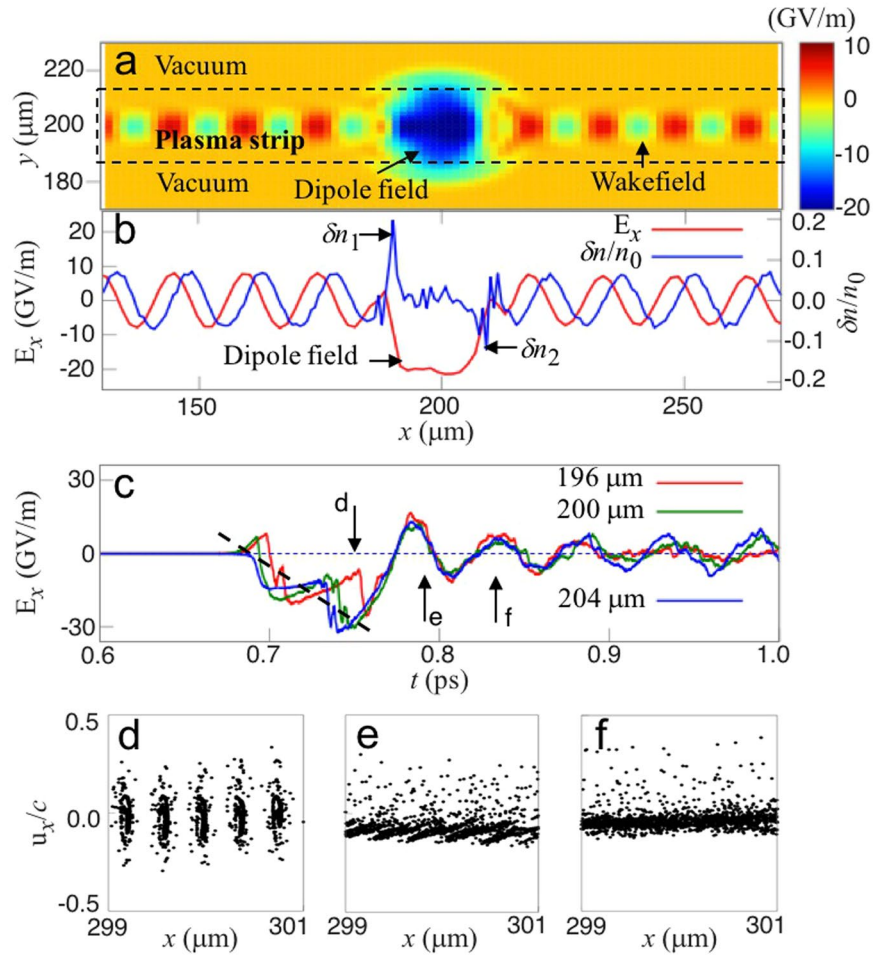 (GV/m)
a
Vacuum
Plasma strip
Vacuum
Dipole field
Wakefield
220
200
180
y (μm)
10
0
-10
-20
b
δn₁
Eₓ
δn/n₀
Dipole field
δn₂
20
10
0
-10
-20
Eₓ (GV/m)
0.2
0.1
0.0
-0.1
-0.2
δn/n₀
150
200
250
x (μm)
c
d
e
f
196 μm
200 μm
204 μm
30
0
-30
Eₓ (GV/m)
0.6
0.7
0.8
0.9
1.0
t (ps)
d
e
f
0.5
0.0
-0.5
uₓ/c
299
301
299
301
299
301
x (μm)
x (μm)
x (μm)